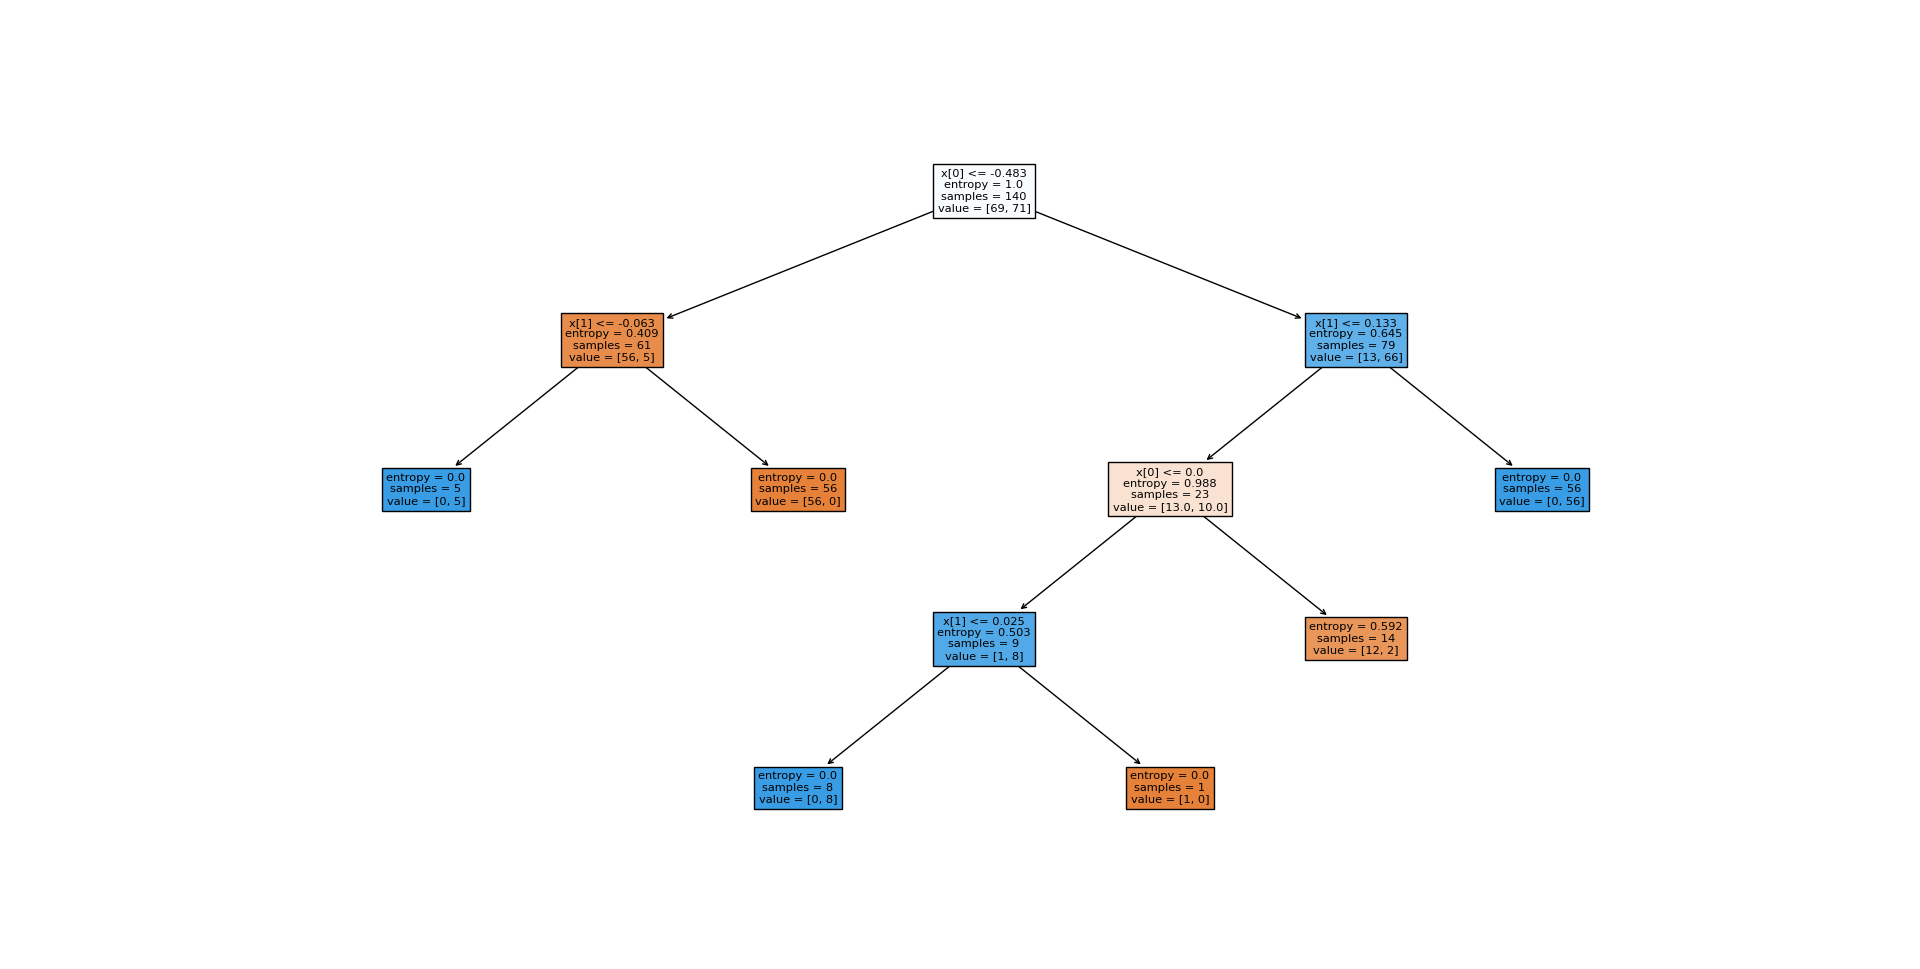 x[0] <= -0.483
entropy = 1.0
samples = 140
value = [69, 71]
x[1] <= -0.063
entropy = 0.409
samples = 61
value = [56, 5]
x[1] <= 0.133
entropy = 0.645
samples = 79
value = [13, 66]
entropy = 0.0
samples = 5
value = [0, 5]
entropy = 0.0
samples = 56
value = [56, 0]
x[0] <= 0.0
entropy = 0.988
samples = 23
value = [13.0, 10.0]
entropy = 0.0
samples = 56
value = [0, 56]
x[1] <= 0.025
entropy = 0.503
samples = 9
value = [1, 8]
entropy = 0.592
samples = 14
value = [12, 2]
entropy = 0.0
samples = 8
value = [0, 8]
entropy = 0.0
samples = 1
value = [1, 0]